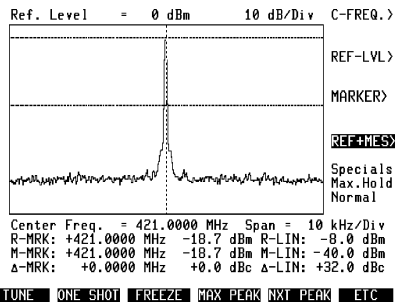 Ref. Level = 0 dBm 10 dB/Div C-FREQ.>
REF-LVL>
MARKER>
REF+MES>
Specials
Max.Hold
Normal
Center Freq. = 421.0000 MHz Span = 10 kHz/Div
R-MRK: +421.0000 MHz -18.7 dBm R-LIN: -8.0 dBm
M-MRK: +421.0000 MHz -18.7 dBm M-LIN: -40.0 dBm
Δ-MRK: +0.0000 MHz +0.0 dBc Δ-LIN: +32.0 dBc
TUNE ONE SHOT FREEZE MAX PEAK NXT PEAK ETC